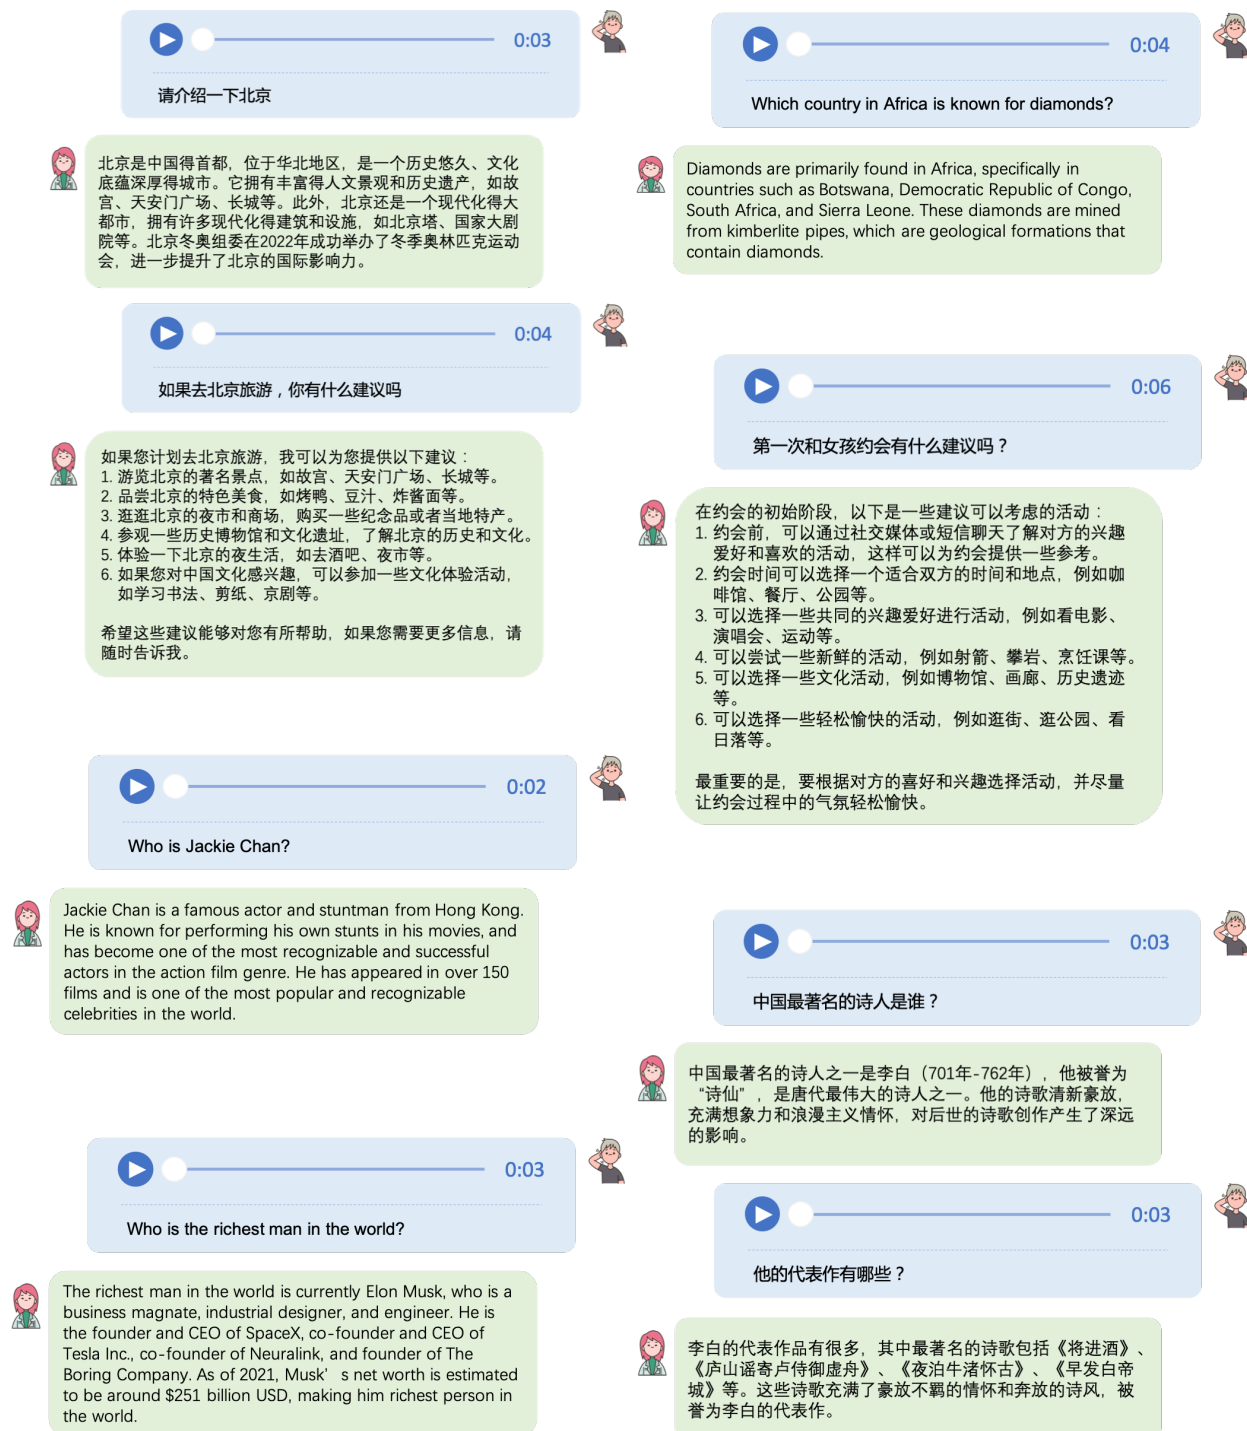 0:03
请介绍一下北京
北京是中国得首都，位于华北地区，是一个历史悠久、文化
底蕴深厚得城市。它拥有丰富得人文景观和历史遗产，如故
宫、天安门广场、长城等。此外，北京还是一个现代化得大
都市，拥有许多现代化得建筑和设施，如北京塔、国家大剧
院等。北京冬奥组委在2022年成功举办了冬季奥林匹克运动
会，进一步提升了北京的国际影响力。
0:04
如果去北京旅游，你有什么建议吗
如果您计划去北京旅游，我可以为您提供以下建议：
1. 游览北京的著名景点，如故宫、天安门广场、长城等。
2. 品尝北京的特色美食，如烤鸭、豆汁、炸酱面等。
3. 逛逛北京的夜市和商场，购买一些纪念品或者当地特产。
4. 参观一些历史博物馆和文化遗址，了解北京的历史和文化。
5. 体验一下北京的夜生活，如去酒吧、夜市等。
6. 如果您对中国文化感兴趣，可以参加一些文化体验活动，
如学习书法、剪纸、京剧等。
希望这些建议能够对您有所帮助，如果您需要更多信息，请
随时告诉我。
0:02
Who is Jackie Chan?
Jackie Chan is a famous actor and stuntman from Hong Kong.
He is known for performing his own stunts in his movies, and
has become one of the most recognizable and successful
actors in the action film genre. He has appeared in over 150
films and is one of the most popular and recognizable
celebrities in the world.
0:03
Who is the richest man in the world?
The richest man in the world is currently Elon Musk, who is a
business magnate, industrial designer, and engineer. He is
the founder and CEO of SpaceX, co-founder and CEO of
Tesla Inc., co-founder of Neuralink, and founder of The
Boring Company. As of 2021, Musk’s net worth is estimated
to be around $251 billion USD, making him richest person in
the world.
0:04
Which country in Africa is known for diamonds?
Diamonds are primarily found in Africa, specifically in
countries such as Botswana, Democratic Republic of Congo,
South Africa, and Sierra Leone. These diamonds are mined
from kimberlite pipes, which are geological formations that
contain diamonds.
0:06
第一次和女孩约会有什么建议吗？
在约会的初始阶段，以下是一些建议可以考虑的活动：
1. 约会前，可以通过社交媒体或短信聊天了解对方的兴趣
爱好和喜欢的活动，这样可以为约会提供一些参考。
2. 约会时间可以选择一个适合双方的时间和地点，例如咖
啡馆、餐厅、公园等。
3. 可以选择一些共同的兴趣爱好进行活动，例如看电影、
演唱会、运动等。
4. 可以尝试一些新鲜的活动，例如射箭、攀岩、烹饪课等。
5. 可以选择一些文化活动，例如博物馆、画廊、历史遗迹
等。
6. 可以选择一些轻松愉快的活动，例如逛街、逛公园、看
日落等。
最重要的是，要根据对方的喜好和兴趣选择活动，并尽量
让约会过程中的气氛轻松愉快。
0:03
中国最著名的诗人是谁？
中国最著名的诗人之一是李白（701年-762年），他被誉为
“诗仙”，是唐代最伟大的诗人之一。他的诗歌清新豪放，
充满想象力和浪漫主义情怀，对后世的诗歌创作产生了深远
的影响。
0:03
他的代表作有哪些？
李白的代表作品有很多，其中最著名的诗歌包括《将进酒》、
《庐山谣寄卢侍御虚舟》、《夜泊牛渚怀古》、《早发白帝
城》等。这些诗歌充满了豪放不羁的情怀和奔放的诗风，被
誉为李白的代表作。